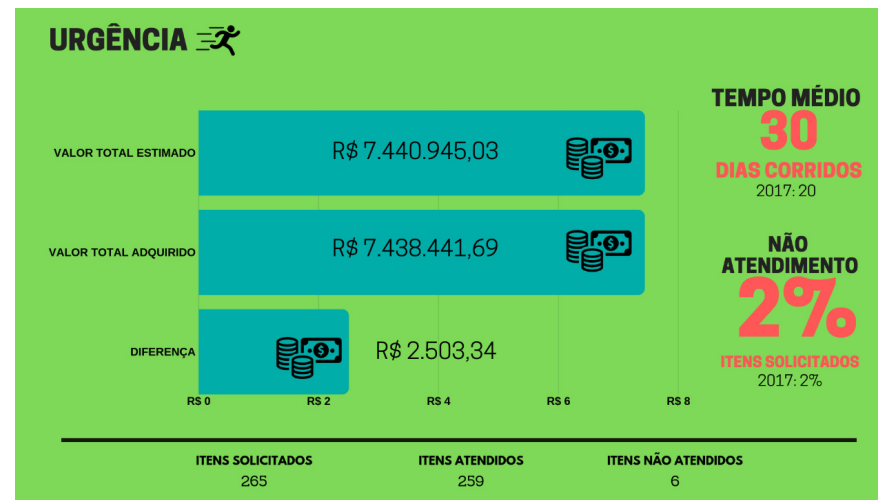 URGÊNCIA
VALOR TOTAL ESTIMADO
R$ 7.440.945,03
VALOR TOTAL ADQUIRIDO
R$ 7.438.441,69
DIFERENÇA
R$ 2.503,34
R$ 0
R$ 2
R$ 4
R$ 6
R$ 8
TEMPO MÉDIO
30
DIAS CORRIDOS
2017: 20
NÃO
ATENDIMENTO
2%
ITENS SOLICITADOS
2017: 2%
ITENS SOLICITADOS
265
ITENS ATENDIDOS
259
ITENS NÃO ATENDIDOS
6